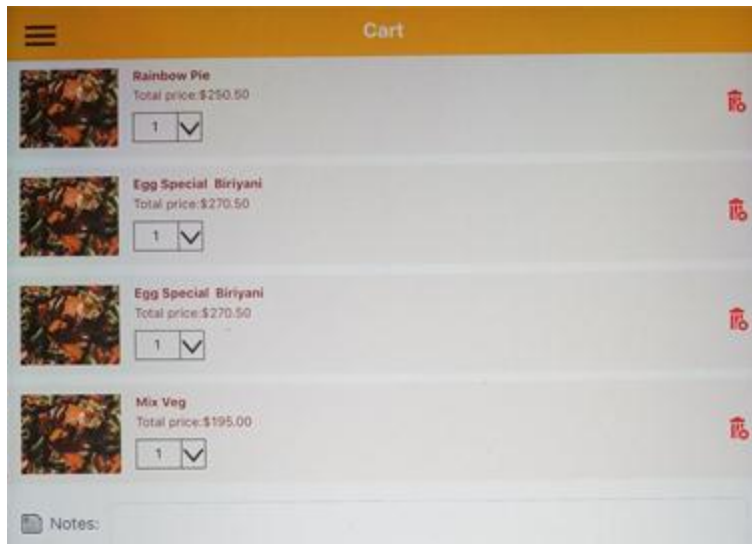 Cart
Rainbow Pie
Total price:$250.50
1
Egg Special Biriyani
Total price:$270.50
1
Egg Special Biriyani
Total price:$270.50
1
Mix Veg
Total price:$195.00
1
Notes: